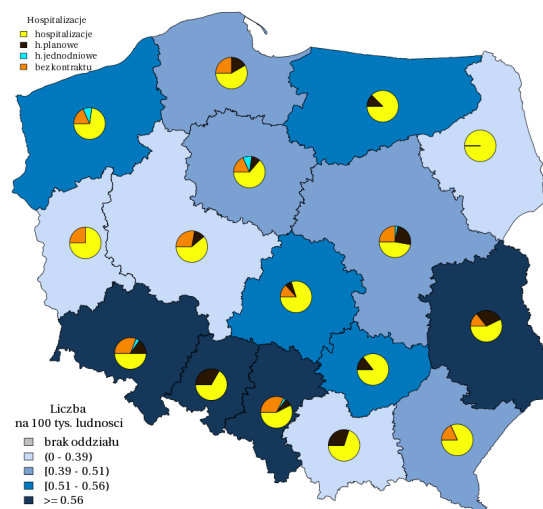 Hospitalizacje
hospitalizacje
h.planowe
h.jednodniowe
bez kontraktu
Liczba
na 100 tys. ludnosci
brak oddziału
(0 - 0.39)
[0.39 - 0.51)
[0.51 - 0.56)
>= 0.56